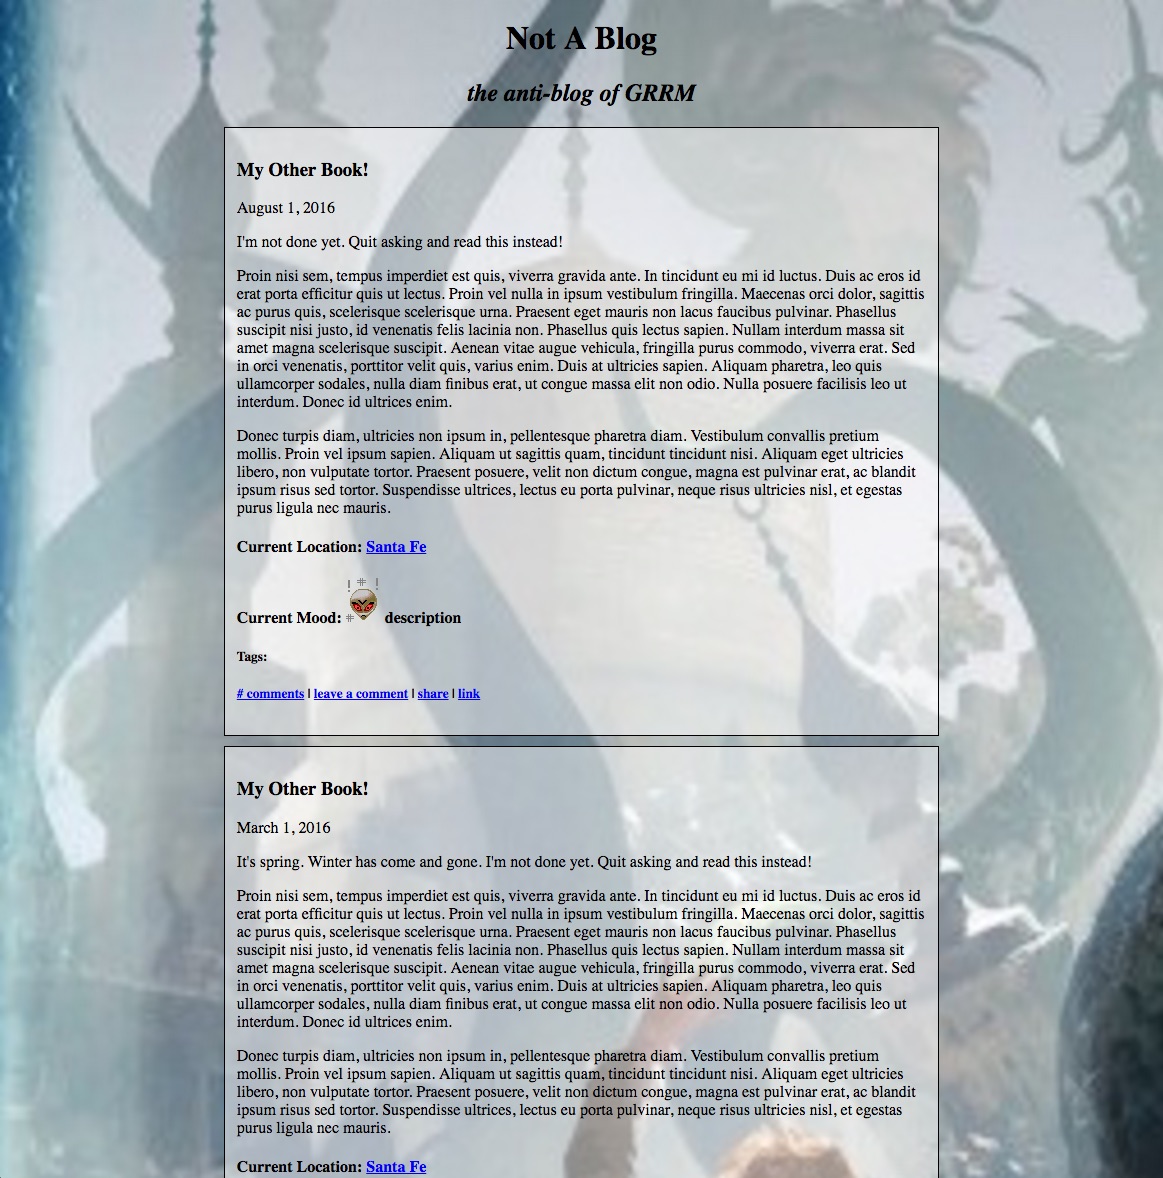 Not A Blog
the anti-blog of GRRM
My Other Book!
August 1, 2016
I'm not done yet. Quit asking and read this instead!
Proin nisi sem, tempus imperdiet est quis, viverra gravida ante. In tincidunt eu mi id luctus. Duis ac eros id
erat porta efficitur quis ut lectus. Proin vel nulla in ipsum vestibulum fringilla. Maecenas orci dolor, sagittis
ac purus quis, scelerisque scelerisque urna. Praesent eget mauris non lacus faucibus pulvinar. Phasellus
suscipit nisi justo, id venenatis felis lacinia non. Phasellus quis lectus sapien. Nullam interdum massa sit
amet magna scelerisque suscipit. Aenean vitae augue vehicula, fringilla purus commodo, viverra erat. Sed
in orci venenatis, porttitor velit quis, varius enim. Duis at ultricies sapien. Aliquam pharetra, leo quis
ullamcorper sodales, nulla diam finibus erat, ut congue massa elit non odio. Nulla posuere facilisis leo ut
interdum. Donec id ultrices enim.
Donec turpis diam, ultricies non ipsum in, pellentesque pharetra diam. Vestibulum convallis pretium
mollis. Proin vel ipsum sapien. Aliquam ut sagittis quam, tincidunt tincidunt nisi. Aliquam eget ultricies
libero, non vulputate tortor. Praesent posuere, velit non dictum congue, magna est pulvinar erat, ac blandit
ipsum risus sed tortor. Suspendisse ultrices, lectus eu porta pulvinar, neque risus ultricies nisl, et egestas
purus ligula nec mauris.
Current Location: Santa Fe
Current Mood: description
Tags:
# comments | leave a comment | share | link
My Other Book!
March 1, 2016
It's spring. Winter has come and gone. I'm not done yet. Quit asking and read this instead!
Proin nisi sem, tempus imperdiet est quis, viverra gravida ante. In tincidunt eu mi id luctus. Duis ac eros id
erat porta efficitur quis ut lectus. Proin vel nulla in ipsum vestibulum fringilla. Maecenas orci dolor, sagittis
ac purus quis, scelerisque scelerisque urna. Praesent eget mauris non lacus faucibus pulvinar. Phasellus
suscipit nisi justo, id venenatis felis lacinia non. Phasellus quis lectus sapien. Nullam interdum massa sit
amet magna scelerisque suscipit. Aenean vitae augue vehicula, fringilla purus commodo, viverra erat. Sed
in orci venenatis, porttitor velit quis, varius enim. Duis at ultricies sapien. Aliquam pharetra, leo quis
ullamcorper sodales, nulla diam finibus erat, ut congue massa elit non odio. Nulla posuere facilisis leo ut
interdum. Donec id ultrices enim.
Donec turpis diam, ultricies non ipsum in, pellentesque pharetra diam. Vestibulum convallis pretium
mollis. Proin vel ipsum sapien. Aliquam ut sagittis quam, tincidunt tincidunt nisi. Aliquam eget ultricies
libero, non vulputate tortor. Praesent posuere, velit non dictum congue, magna est pulvinar erat, ac blandit
ipsum risus sed tortor. Suspendisse ultrices, lectus eu porta pulvinar, neque risus ultricies nisl, et egestas
purus ligula nec mauris.
Current Location: Santa Fe